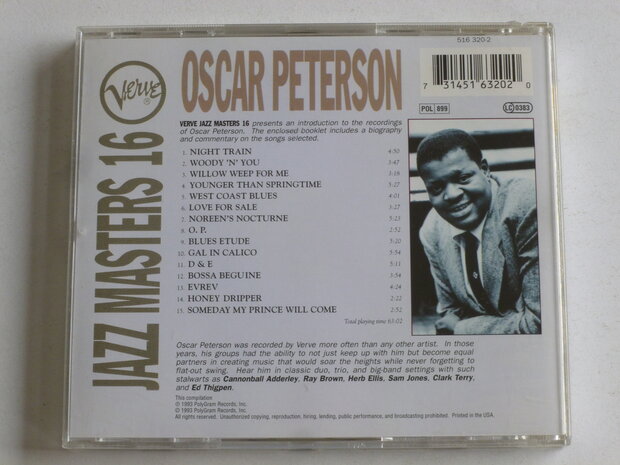 JAZZ MASTERS 16
Verve
®
OSCAR PETERSON
516 320-2
7 31451 63202 0
POL 899
LC 0383
VERVE JAZZ MASTERS 16 presents an introduction to the recordings
of Oscar Peterson. The enclosed booklet includes a biography
and commentary on the songs selected.
1. NIGHT TRAIN 4:50
2. WOODY 'N' YOU 3:47
3. WILLOW WEEP FOR ME 3:18
4. YOUNGER THAN SPRINGTIME 5:27
5. WEST COAST BLUES 4:01
6. LOVE FOR SALE 3:27
7. NOREEN'S NOCTURNE 5:23
8. O. P. 2:52
9. BLUES ETUDE 5:20
10. GAL IN CALICO 5:54
11. D & E 5:11
12. BOSSA BEGUINE 3:54
13. EVREV 4:24
14. HONEY DRIPPER 2:22
15. SOMEDAY MY PRINCE WILL COME 2:52
Total playing time 63:02
Oscar Peterson was recorded by Verve more often than any other artist. In those
years, his groups had the ability to not just keep up with him but become equal
partners in creating music that would soar the heights while never forgetting to
flat-out swing. Hear him in classic duo, trio, and big-band settings with such
stalwarts as Cannonball Adderley, Ray Brown, Herb Ellis, Sam Jones, Clark Terry,
and Ed Thigpen.
This compilation
℗ 1993 PolyGram Records, Inc.
© 1993 PolyGram Records, Inc.
All rights reserved. Unauthorized copying, reproduction, hiring, lending, public performance, and broadcasting prohibited. Printed in the USA.